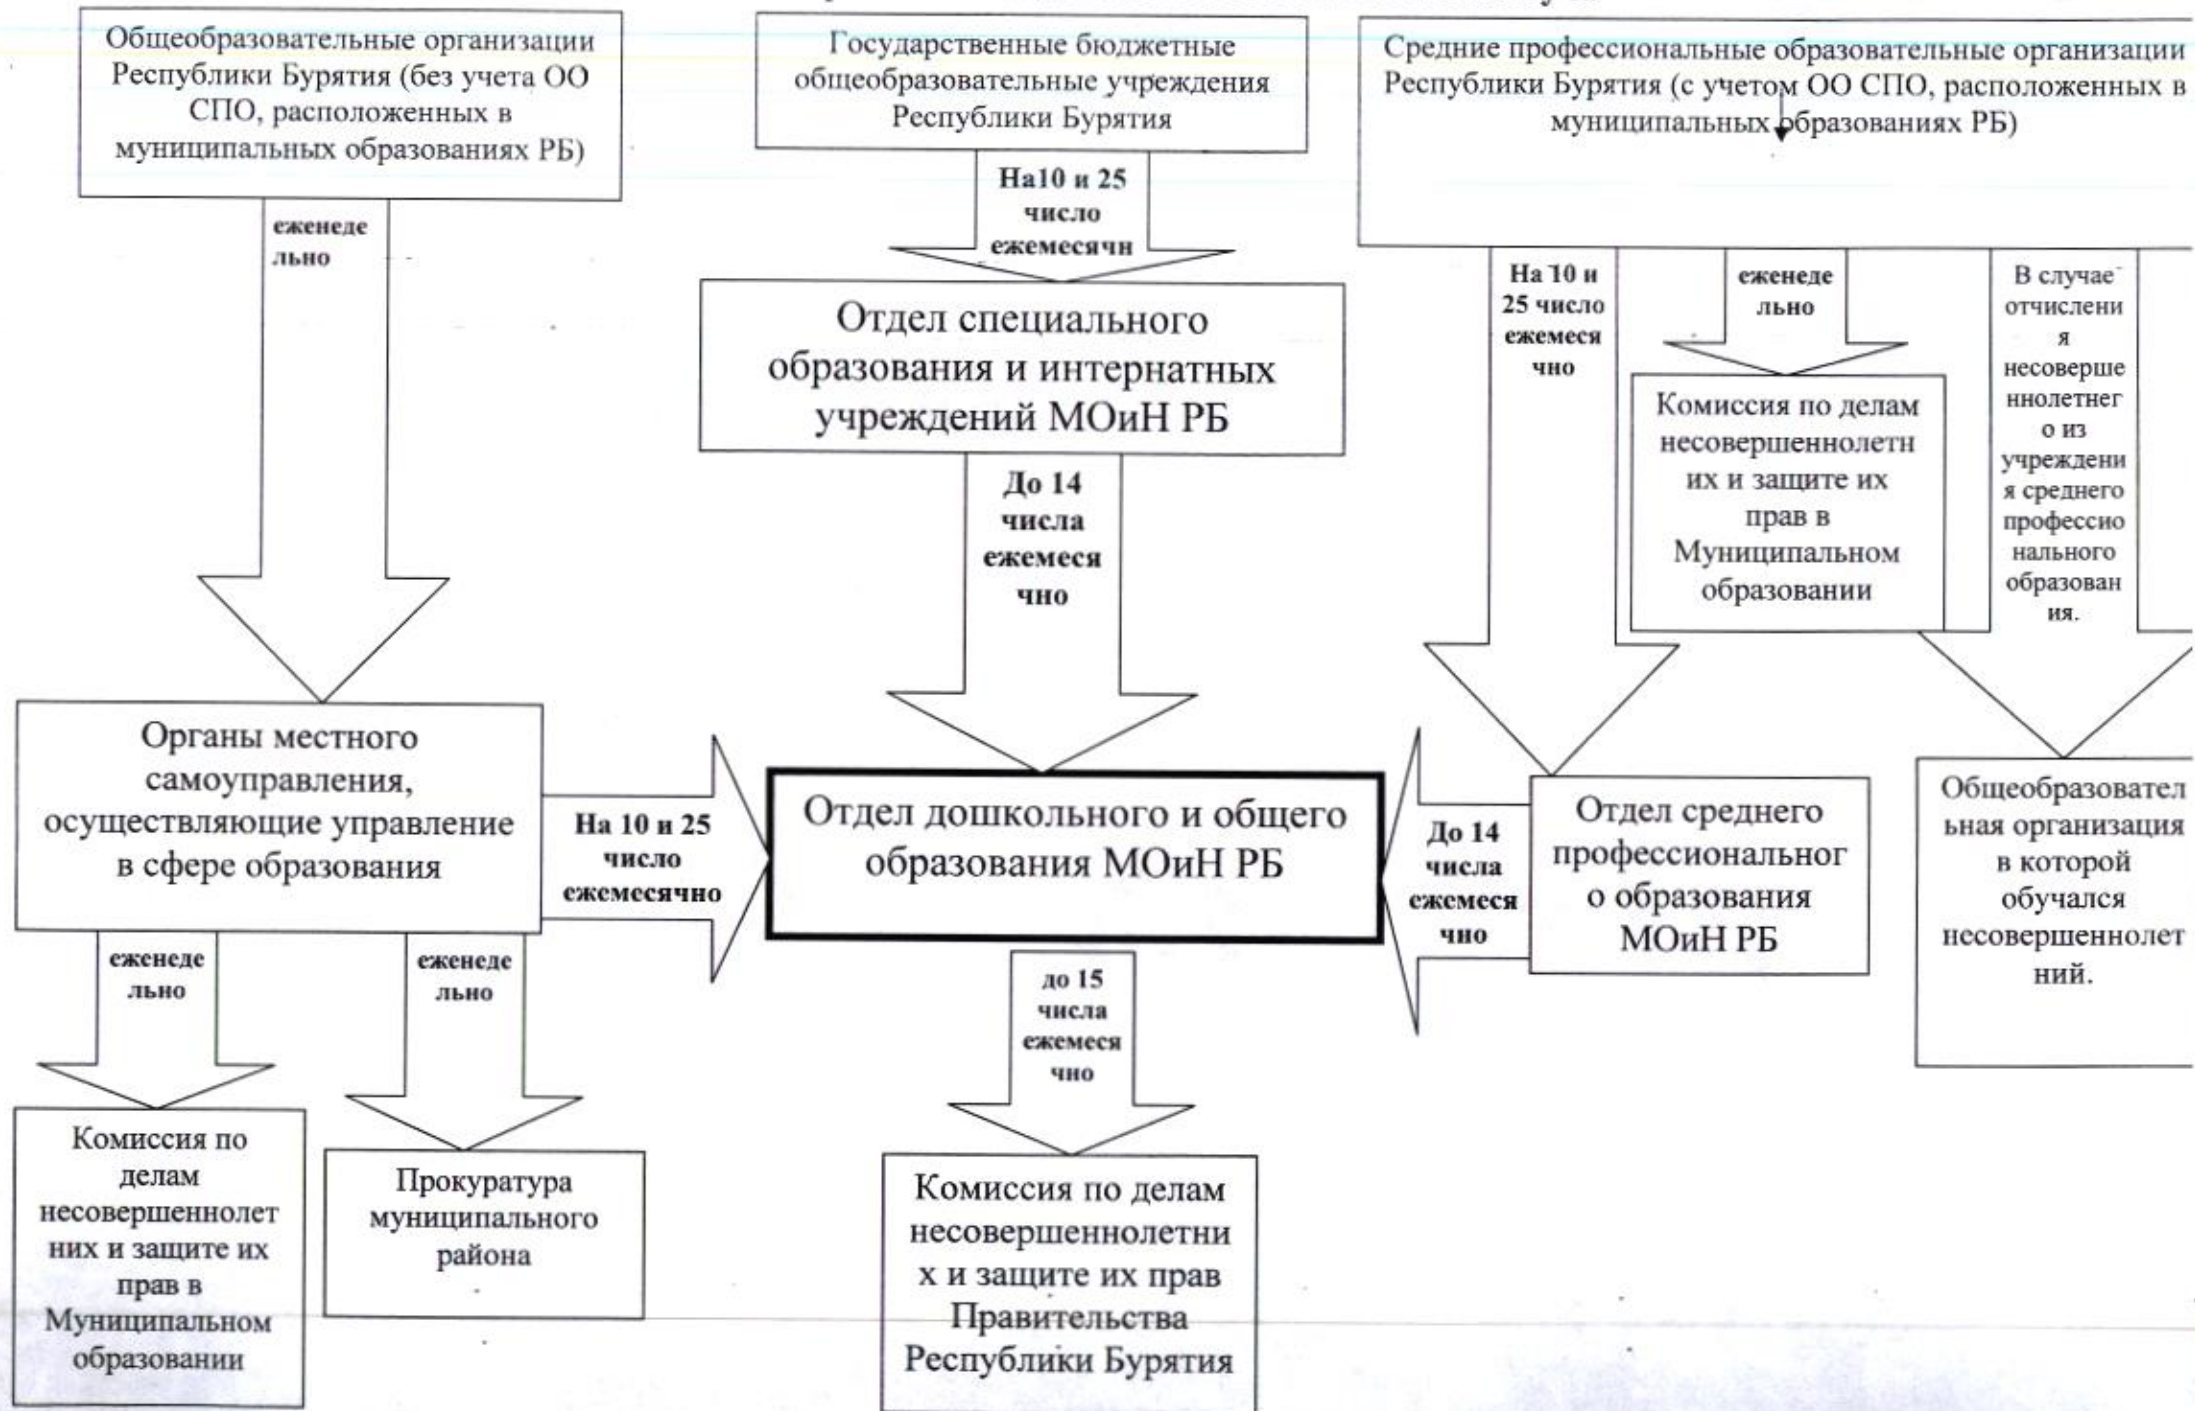 Общеобразовательные организации
Республики Бурятия (без учета ОО
СПО, расположенных в
муниципальных образованиях РБ)
Государственные бюджетные
общеобразовательные учреждения
Республики Бурятия
Средние профессиональные образовательные организации
Республики Бурятия (с учетом ОО СПО, расположенных в
муниципальных образованиях РБ)
еженеде
льно
На10 и 25
число
ежемесячн
На 10 и
25 число
ежемеся
чно
еженеде
льно
В случае
отчислени
я
несоверше
ннолетнег
о из
учреждени
я среднего
профессио
нального
образован
ия.
Отдел специального
образования и интернатных
учреждений МОиН РБ
Комиссия по делам
несовершеннолетн
их и защите их
прав в
Муниципальном
образовании
До 14
числа
ежемеся
чно
Органы местного
самоуправления,
осуществляющие управление
в сфере образования
На 10 и 25
число
ежемесячно
Отдел дошкольного и общего
образования МОиН РБ
До 14
числа
ежемеся
чно
Отдел среднего
профессиональног
о образования
МОиН РБ
Общеобразовател
ьная организация
в которой
обучался
несовершеннолет
ний.
еженеде
льно
еженеде
льно
до 15
числа
ежемеся
чно
Комиссия по
делам
несовершеннолет
них и защите их
прав в
Муниципальном
образовании
Прокуратура
муниципального
района
Комиссия по делам
несовершеннолетни
х и защите их прав
Правительства
Республики Бурятия